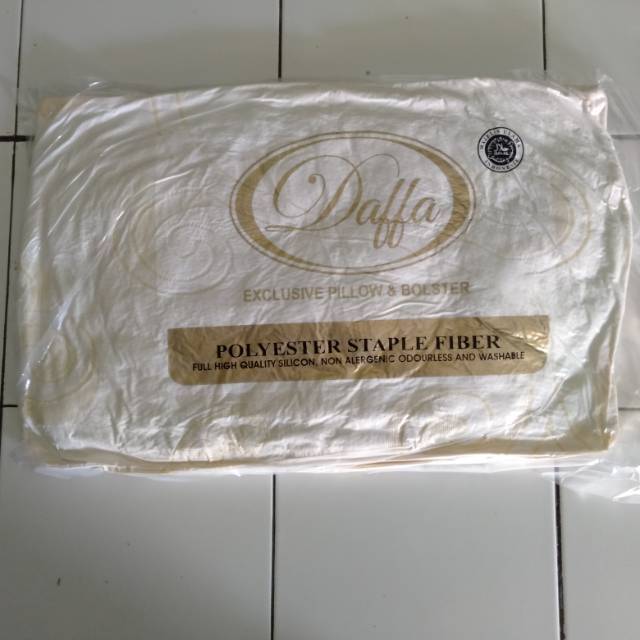 Daffa
EXCLUSIVE PILLOW & BOLSTER
POLYESTER STAPLE FIBER
FULL HIGH QUALITY SILICON, NON ALERGENIC ODOURLESS AND WASHABLE